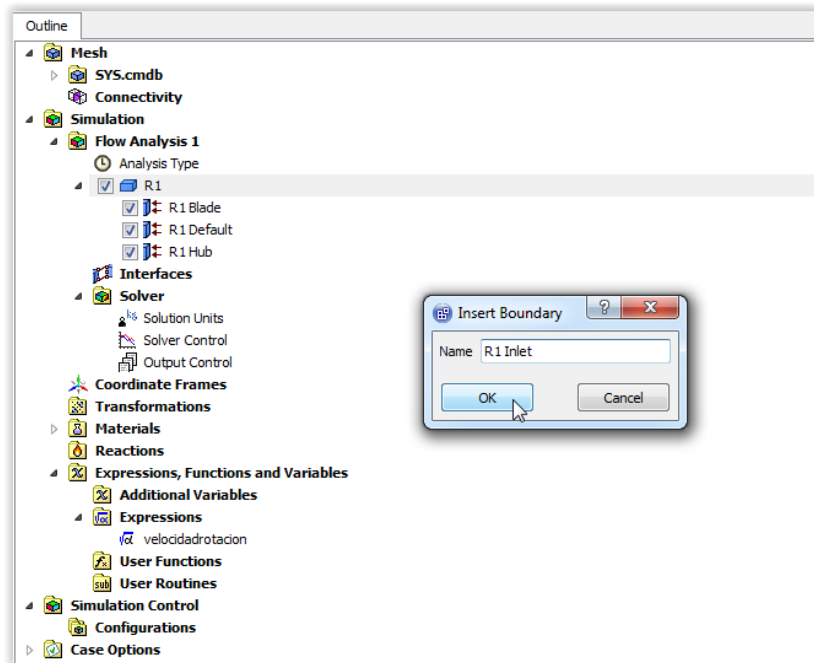 Outline
Mesh
SYS.cmdb
Connectivity
Simulation
Flow Analysis 1
Analysis Type
R1
R1 Blade
R1 Default
R1 Hub
Interfaces
Solver
Solution Units
Solver Control
Output Control
Coordinate Frames
Transformations
Materials
Reactions
Expressions, Functions and Variables
Additional Variables
Expressions
velocidadrotacion
User Functions
User Routines
Simulation Control
Configurations
Case Options
Insert Boundary
Name R1 Inlet
OK Cancel